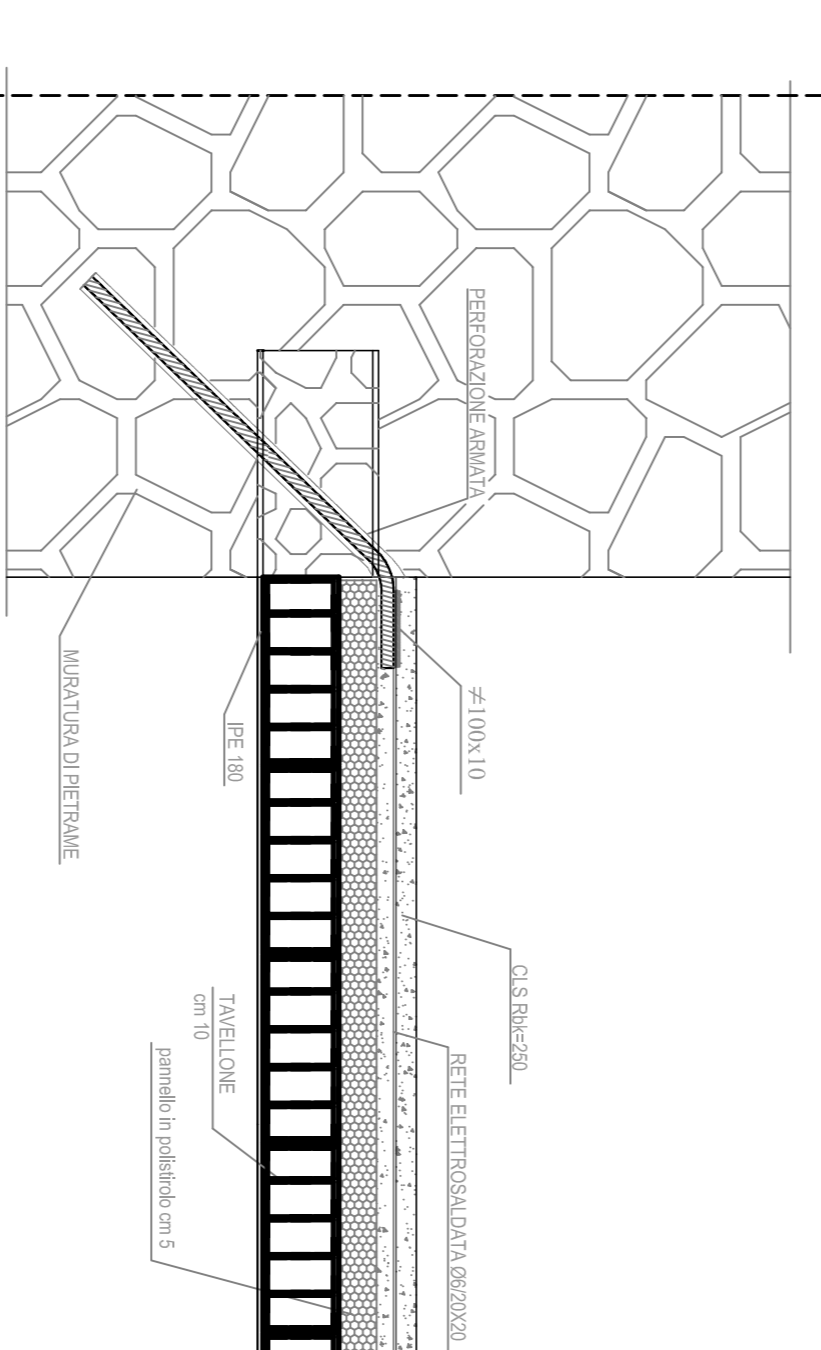 PERFORAZIONE ARMATA
≠100x10
CLS Rbk=250
RETE ELETTROSALDATA Ø6/20X20
IPE 180
TAVELLONE
cm 10
pannello in polistirolo cm 5
MURATURA DI PIETRAME